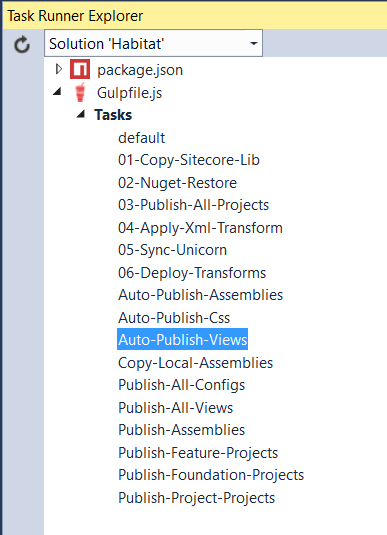 Task Runner Explorer
Solution 'Habitat'
package.json
Gulpfile.js
Tasks
default
01-Copy-Sitecore-Lib
02-Nuget-Restore
03-Publish-All-Projects
04-Apply-Xml-Transform
05-Sync-Unicorn
06-Deploy-Transforms
Auto-Publish-Assemblies
Auto-Publish-Css
Auto-Publish-Views
Copy-Local-Assemblies
Publish-All-Configs
Publish-All-Views
Publish-Assemblies
Publish-Feature-Projects
Publish-Foundation-Projects
Publish-Project-Projects